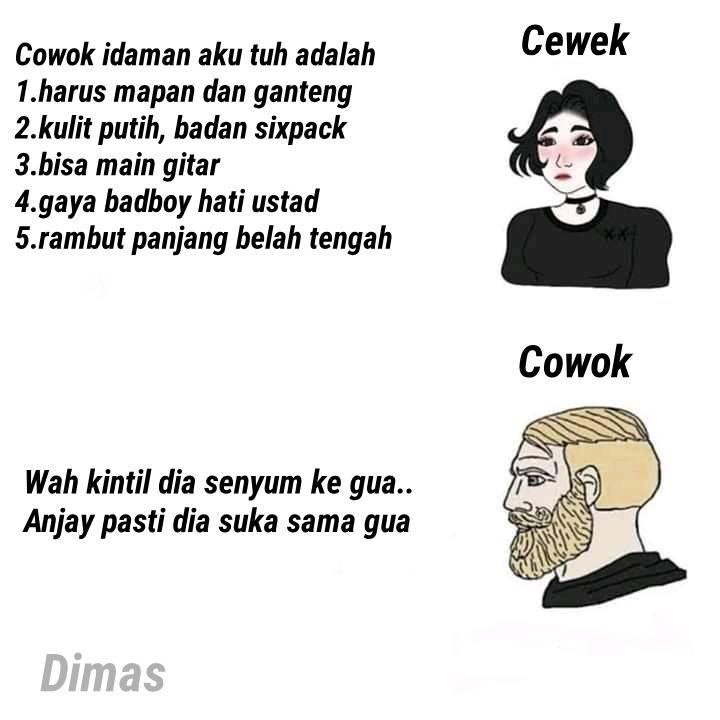 Cewek
Cowok idaman aku tuh adalah
1.harus mapan dan ganteng
2.kulit putih, badan sixpack
3.bisa main gitar
4.gaya badboy hati ustad
5.rambut panjang belah tengah
Cowok
Wah kintil dia senyum ke gua..
Anjay pasti dia suka sama gua
Dimas